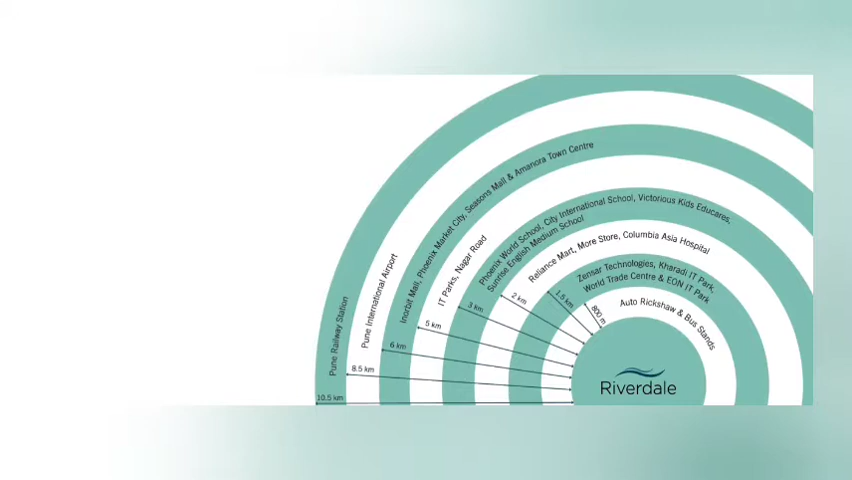 Pune Railway Station
10.5 km
Pune International Airport
8.5 km
Inorbit Mall, Phoenix Market City, Seasons Mall & Amanora Town Centre
6 km
IT Parks, Nagar Road
5 km
Phoenix World School, City International School, Victorious Kids Educares,
Sunrise English Medium School
3 km
Reliance Mart, More Store, Columbia Asia Hospital
2 km
Zensar Technologies, Kharadi IT Park,
World Trade Centre & EON IT Park
1.5 km
Auto Rickshaw & Bus Stands
800 m
Riverdale